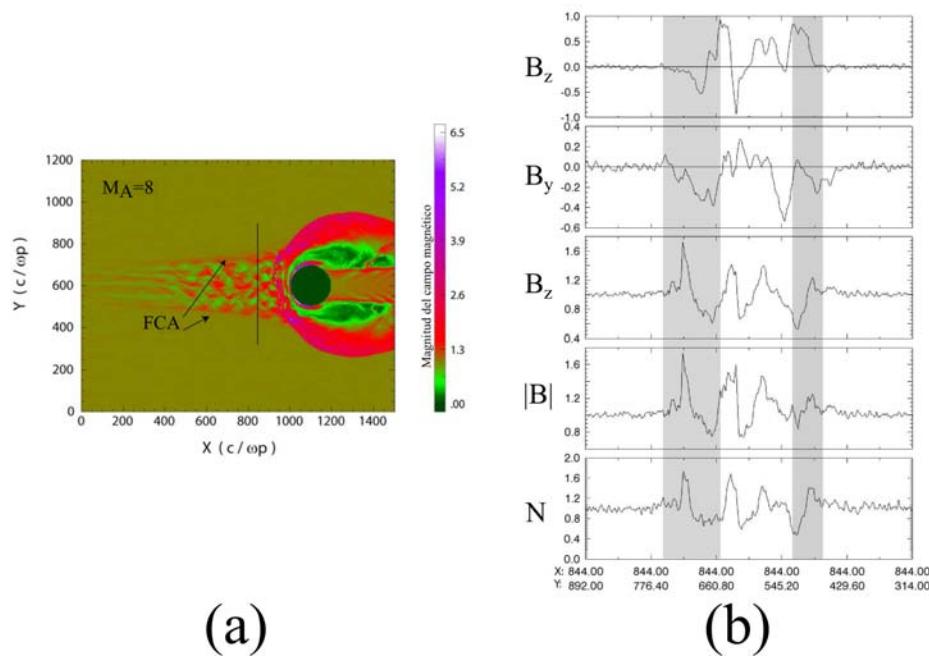 M_A=8
FCA
1200
1000
800
600
400
200
0
0 200 400 600 800 1000 1200 1400
Y ( c / ωp )
X ( c / ωp )
Magnitud del campo magnético
6.5
5.2
3.9
2.6
1.3
.00
(a)
B_z
1.0
0.5
0.0
-0.5
-1.0
B_y
0.4
0.2
0.0
-0.2
-0.4
-0.6
B_z
1.8
1.4
1.0
0.6
0.4
|B|
1.6
1.2
0.8
N
2.0
1.6
1.2
0.8
0.4
0.0
X: 844.00 844.00 844.00 844.00 844.00 844.00
Y: 892.00 776.40 660.80 545.20 429.60 314.00
(b)